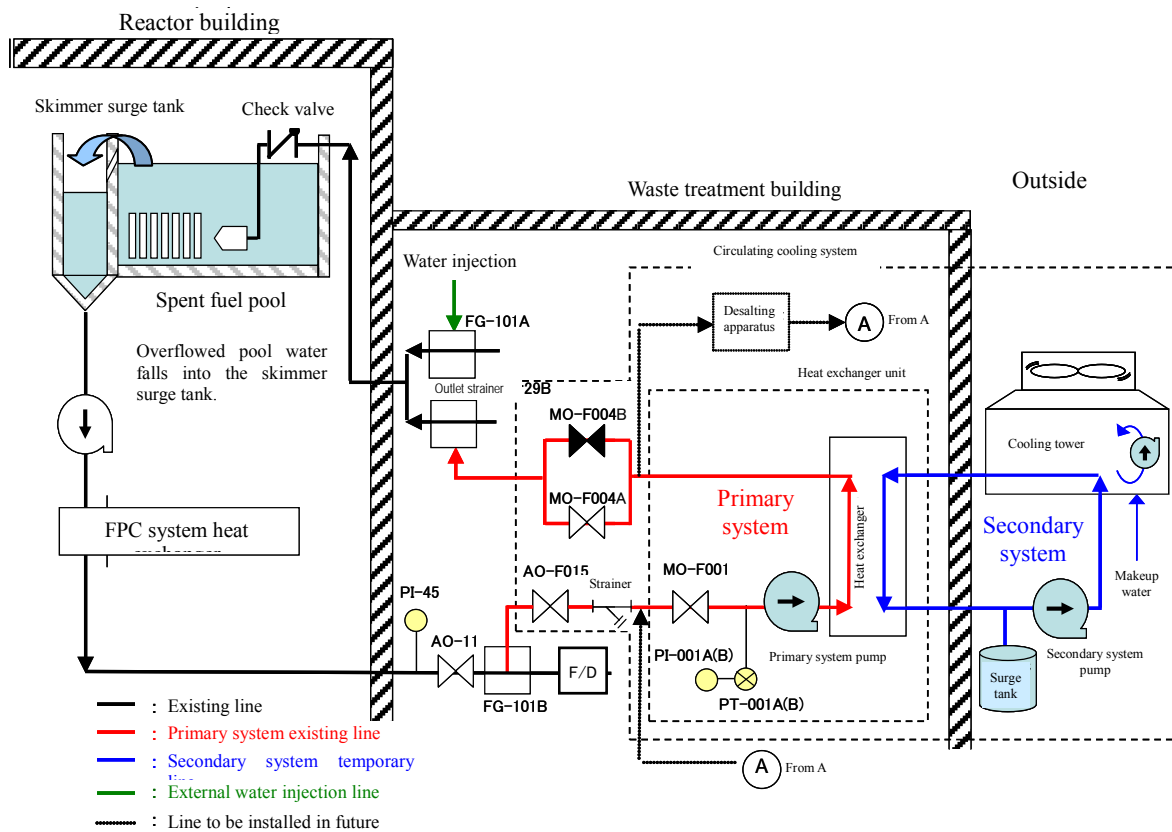 Reactor building
Skimmer surge tank
Check valve
Waste treatment building
Outside
Spent fuel pool
Overflowed pool water
falls into the skimmer
surge tank.
Water injection
FG-101A
Outlet strainer
Circulating cooling system
Desalting
apparatus
A
From A
29B
Heat exchanger unit
MO-F004B
MO-F004A
Primary
system
Heat exchanger
Cooling tower
Secondary
system
Makeup
water
FPC system heat
PI-45
AO-11
AO-F015
Strainer
MO-F001
PI-001A(B)
PT-001A(B)
Primary system pump
Secondary system
pump
Surge
tank
F/D
FG-101B
A
From A
: Existing line
: Primary system existing line
: Secondary system temporary
: External water injection line
: Line to be installed in future